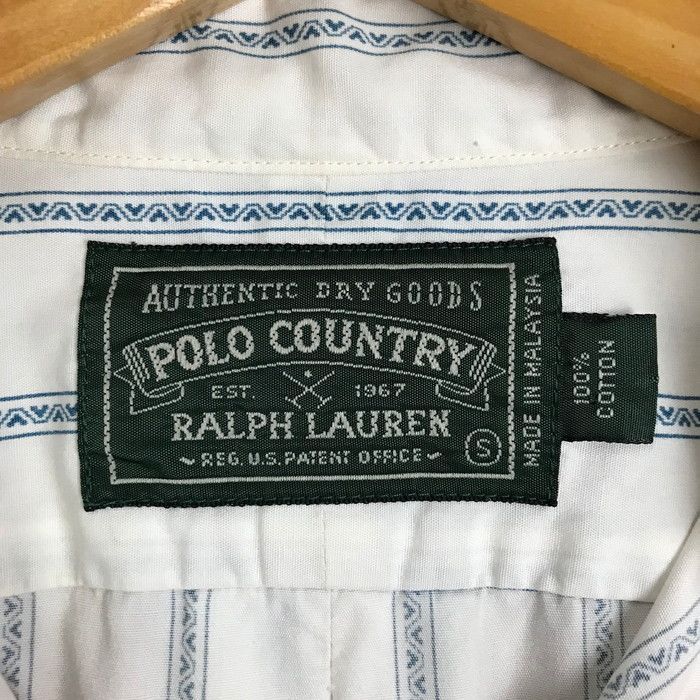 AUTHENTIC DRY GOODS
POLO COUNTRY
EST. 1967
RALPH LAUREN
REG. U.S. PATENT OFFICE
S
MADE IN MALAYSIA
100%
COTTON